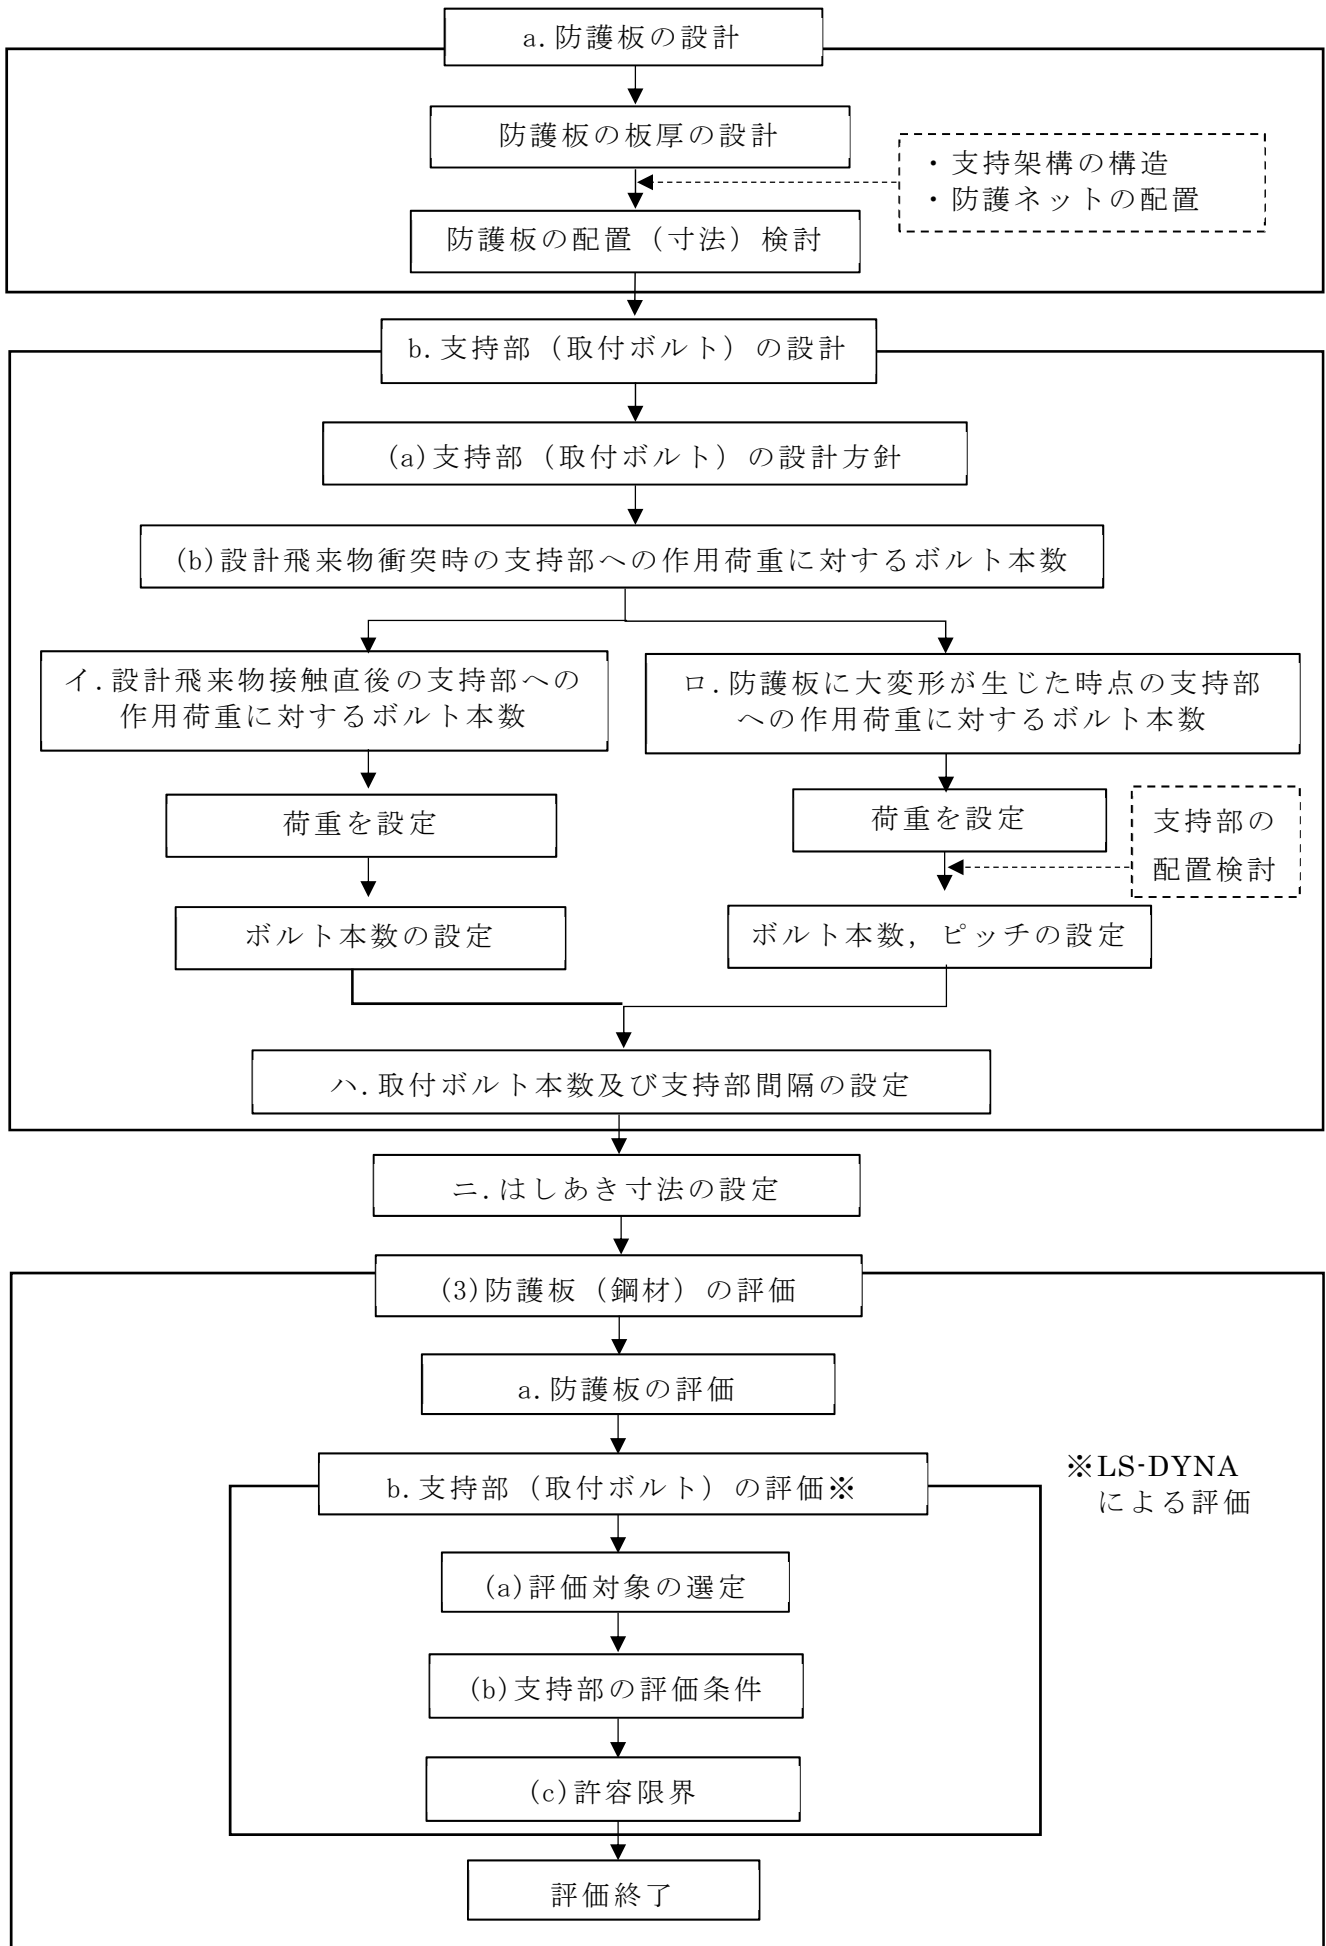 a.防護板の設計
防護板の板厚の設計
・支持架構の構造
・防護ネットの配置
防護板の配置（寸法）検討
b.支持部（取付ボルト）の設計
(a)支持部（取付ボルト）の設計方針
(b)設計飛来物衝突時の支持部への作用荷重に対するボルト本数
イ.設計飛来物接触直後の支持部への
作用荷重に対するボルト本数
ロ.防護板に大変形が生じた時点の支持部
への作用荷重に対するボルト本数
荷重を設定
荷重を設定
支持部の
配置検討
ボルト本数の設定
ボルト本数，ピッチの設定
ハ.取付ボルト本数及び支持部間隔の設定
ニ.はしあき寸法の設定
(3)防護板（鋼材）の評価
a.防護板の評価
b.支持部（取付ボルト）の評価※
※LS-DYNA
による評価
(a)評価対象の選定
(b)支持部の評価条件
(c)許容限界
評価終了